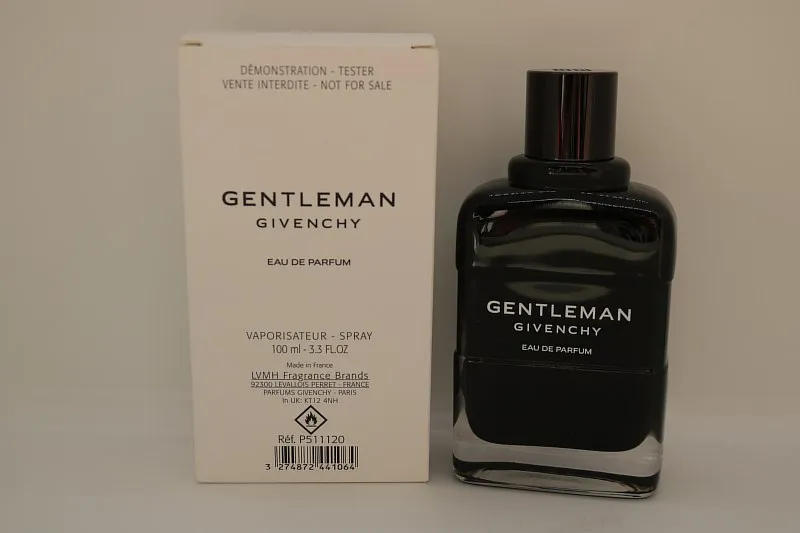 DÉMONSTRATION - TESTER
VENTE INTERDITE - NOT FOR SALE
GENTLEMAN
GIVENCHY
EAU DE PARFUM
VAPORISATEUR - SPRAY
100 ml - 3.3 FL.OZ
Made in France
LVMH Fragrance Brands
92300 LEVALLOIS PERRET - FRANCE
PARFUMS GIVENCHY - PARIS
In UK: KT12 4NH
Réf. P511120
3 274872 441064
GENTLEMAN
GIVENCHY
EAU DE PARFUM